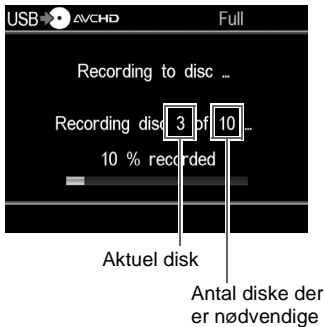 USB AVCHD Full
Recording to disc ...
Recording disc 3 of 10 ...
10 % recorded
Aktuel disk
Antal diske der
er nødvendige